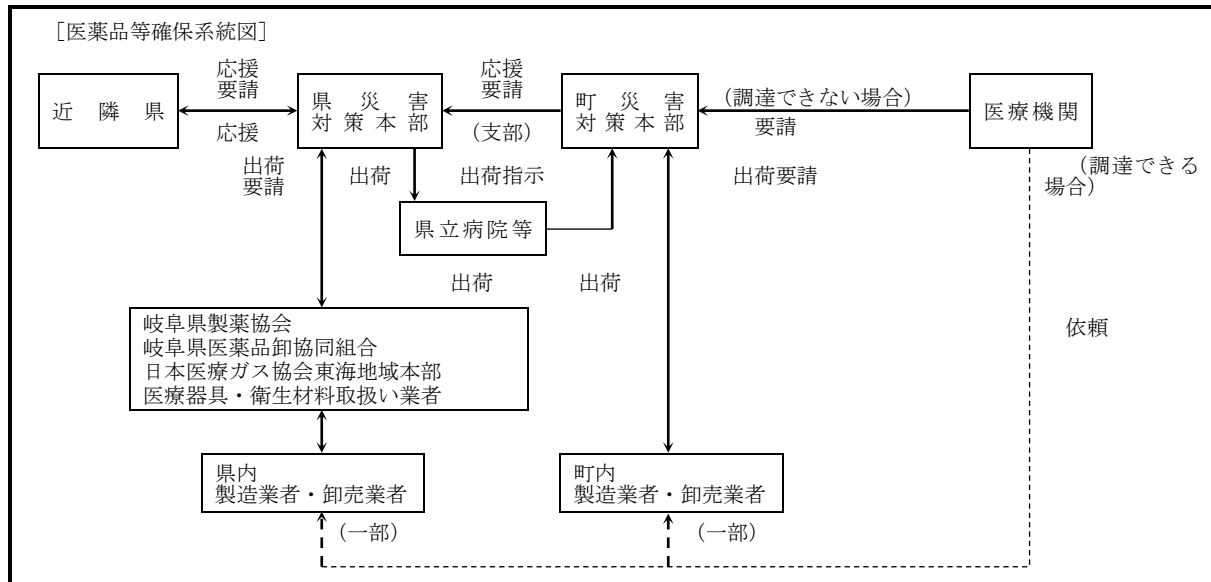 ［医薬品等確保系統図］
応援
要請
応援
要請
近隣県
県災害
対策本部
町災害
対策本部
(調達できない場合)
要請
医療機関
応援
(支部)
出荷
要請
出荷
出荷指示
出荷要請
(調達できる
場合)
県立病院等
出荷
出荷
岐阜県製薬協会
岐阜県医薬品卸協同組合
日本医療ガス協会東海地域本部
医療器具・衛生材料取扱い業者
依頼
県内
製造業者・卸売業者
町内
製造業者・卸売業者
(一部)
(一部)